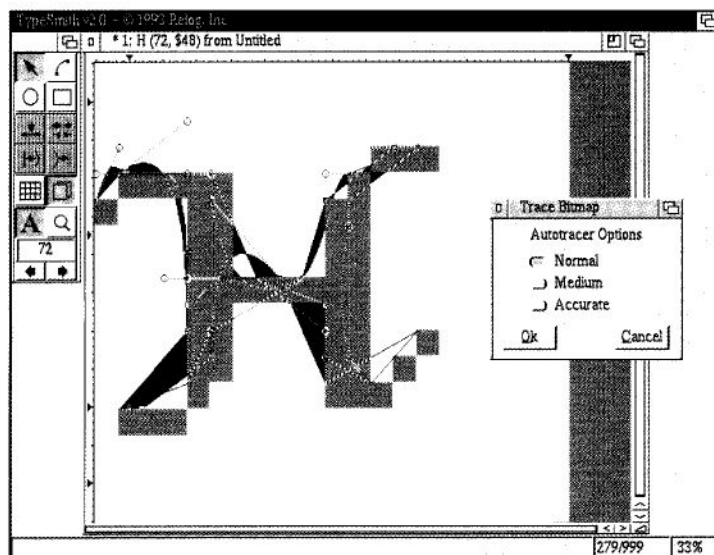 TypeSmith v2.0 - © 1993 Relog, Inc
* 1: H (72, $48) from Untitled
A
72
Trace Bitmap
Autotracer Options
Normal
Medium
Accurate
Ok
Cancel
279/999
33%